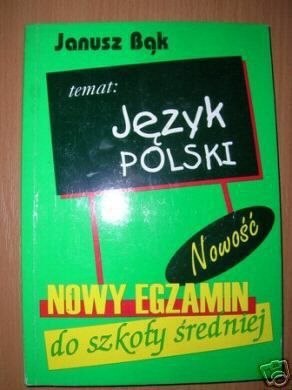 Janusz Bąk
temat:
Język
POLSKI
Nowość
NOWY EGZAMIN
do szkoły średniej